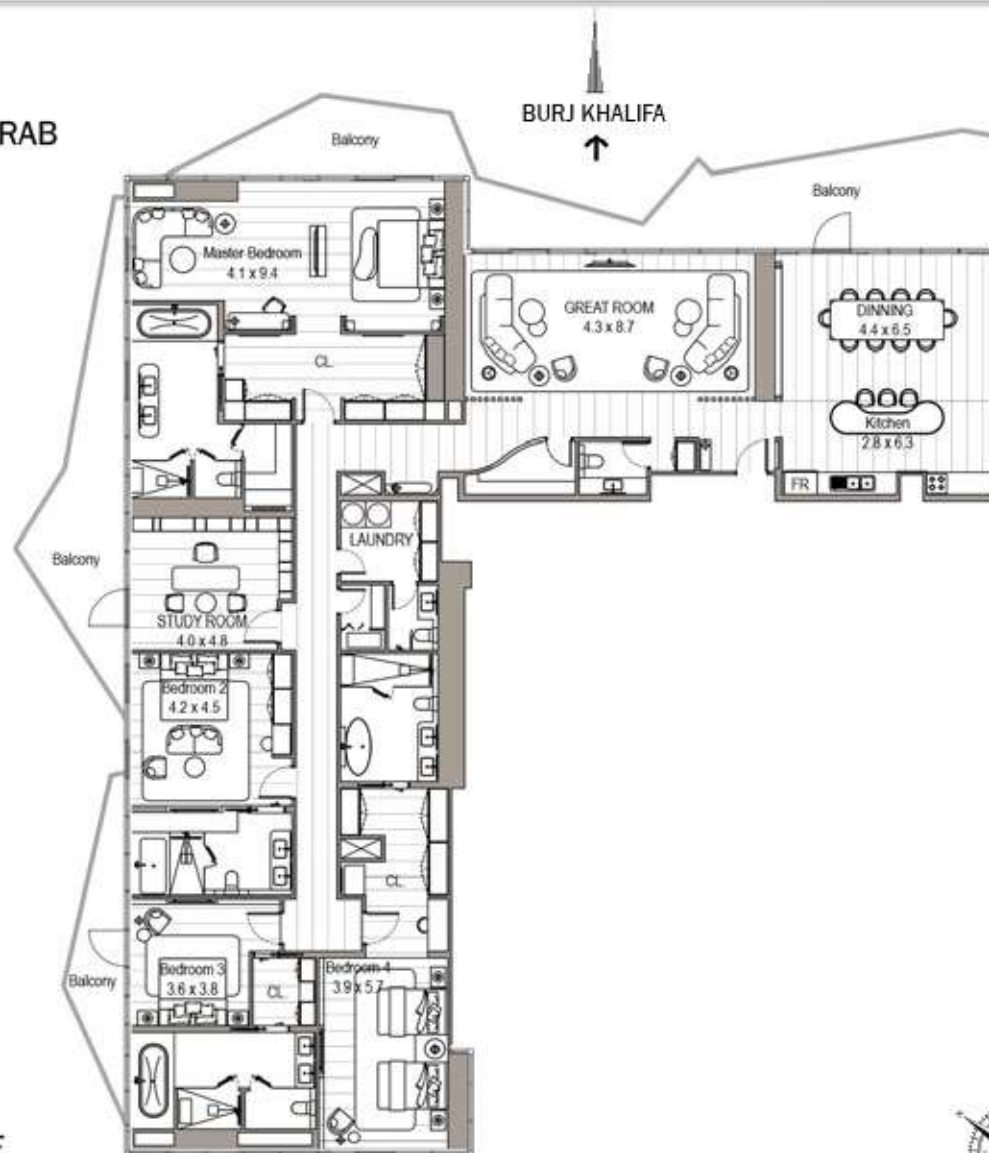 RAB
BURJ KHALIFA
Balcony
Balcony
Master Bedroom
4.1 x 9.4
GREAT ROOM
4.3 x 8.7
DINNING
4.4 x 6.5
CL.
Kitchen
2.8 x 6.3
FR
LAUNDRY
Balcony
STUDY ROOM
4.0 x 4.8
Bedroom 2
4.2 x 4.5
CL.
Bedroom 3
3.6 x 3.8
Bedroom 4
3.9 x 5.7
Balcony
CL.